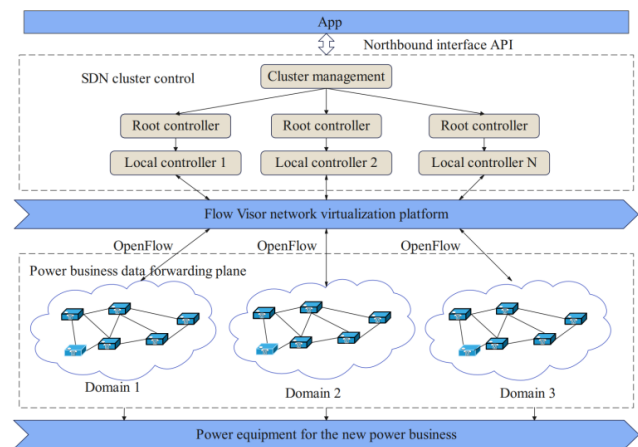 App
Northbound interface API
SDN cluster control
Cluster management
Root controller Root controller Root controller
Local controller 1 Local controller 2 Local controller N
Flow Visor network virtualization platform
OpenFlow OpenFlow OpenFlow
Power business data forwarding plane
Domain 1 Domain 2 Domain 3
Power equipment for the new power business